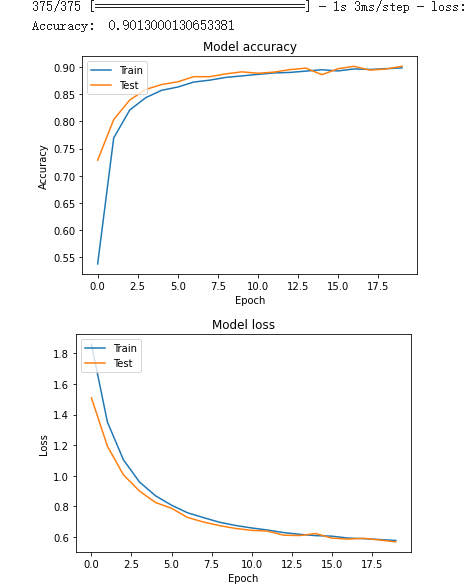 375/375 [==============================] - 1s 3ms/step - loss:
Accuracy: 0.9013000130653381
Model accuracy
Train
Test
0.90
0.85
0.80
0.75
0.70
0.65
0.60
0.55
Accuracy
0.0 2.5 5.0 7.5 10.0 12.5 15.0 17.5
Epoch
Model loss
Train
Test
1.8
1.6
1.4
1.2
1.0
0.8
0.6
Loss
0.0 2.5 5.0 7.5 10.0 12.5 15.0 17.5
Epoch